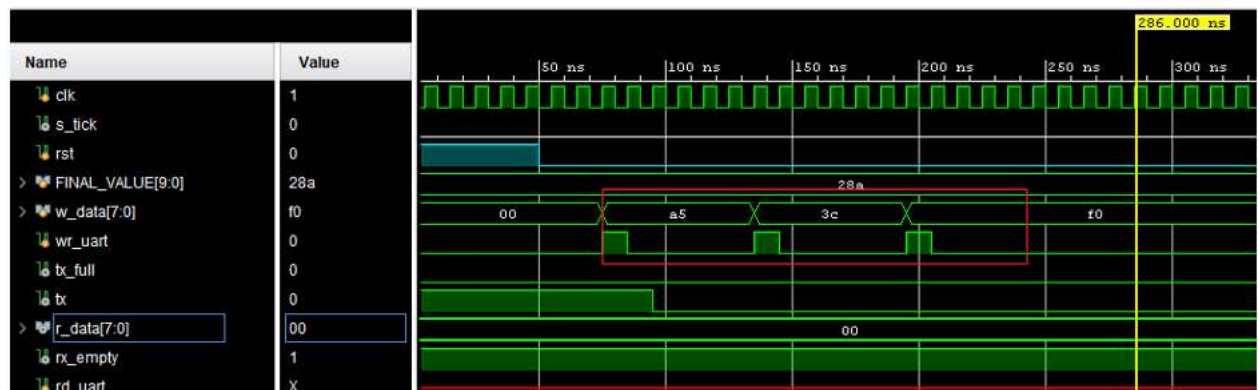 286.000 ns
Name Value
50 ns 100 ns 150 ns 200 ns 250 ns 300 ns
clk 1
s_tick 0
rst 0
FINAL_VALUE[9:0] 28a 28a
w_data[7:0] f0 00 a5 3c f0
wr_uart 0
tx_full 0
tx 0
r_data[7:0] 00 00
rx_empty 1
rd_uart X